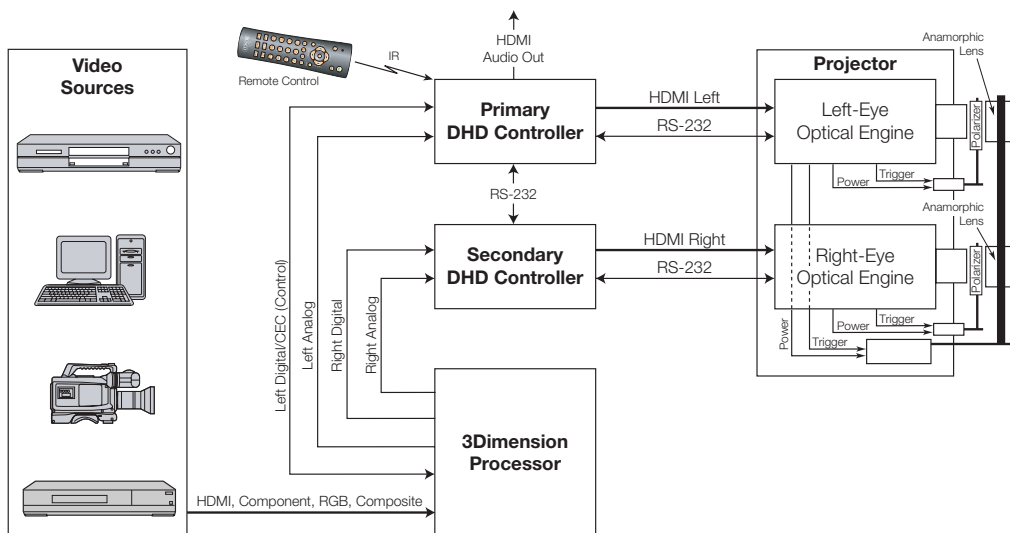 Video
Sources
Remote Control
IR
HDMI
Audio Out
Primary
DHD Controller
RS-232
Secondary
DHD Controller
3Dimension
Processor
HDMI, Component, RGB, Composite
Left Digital/CEC (Control)
Left Analog
Right Digital
Right Analog
HDMI Left
RS-232
HDMI Right
RS-232
Projector
Left-Eye
Optical Engine
Trigger
Power
Polarizer
Anamorphic
Lens
Right-Eye
Optical Engine
Trigger
Power
Polarizer
Anamorphic
Lens
Power
Trigger